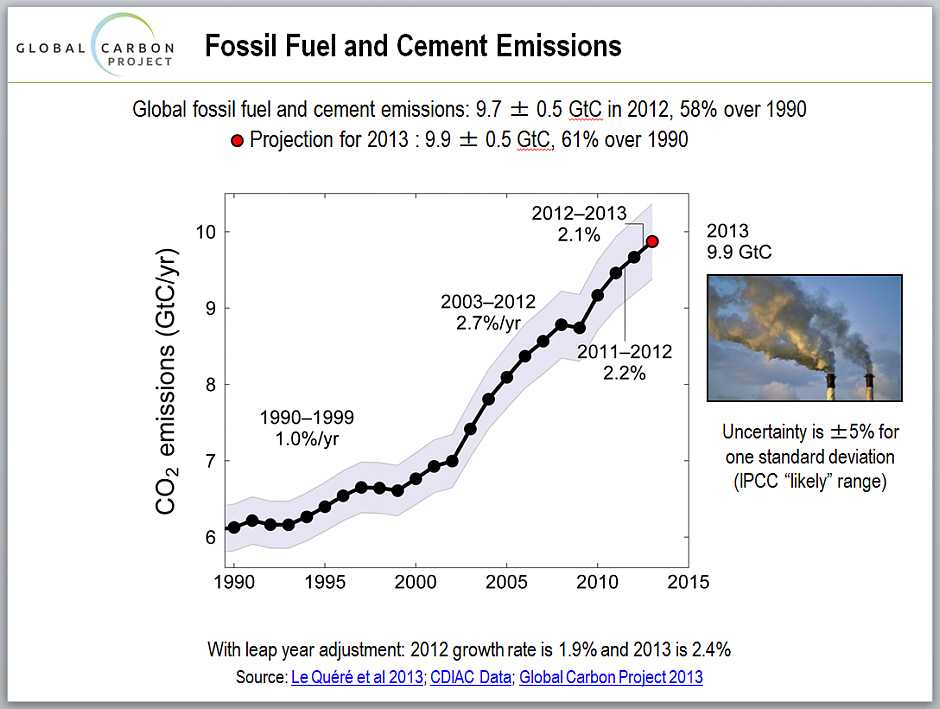 GLOBAL CARBON
PROJECT
Fossil Fuel and Cement Emissions
Global fossil fuel and cement emissions: 9.7 ± 0.5 GtC in 2012, 58% over 1990
Projection for 2013 : 9.9 ± 0.5 GtC, 61% over 1990
CO2 emissions (GtC/yr)
10
9
8
7
6
1990
1995
2000
2005
2010
2015
1990–1999
1.0%/yr
2003–2012
2.7%/yr
2012–2013
2.1%
2011–2012
2.2%
2013
9.9 GtC
Uncertainty is ±5% for
one standard deviation
(IPCC “likely” range)
With leap year adjustment: 2012 growth rate is 1.9% and 2013 is 2.4%
Source: Le Quéré et al 2013; CDIAC Data; Global Carbon Project 2013